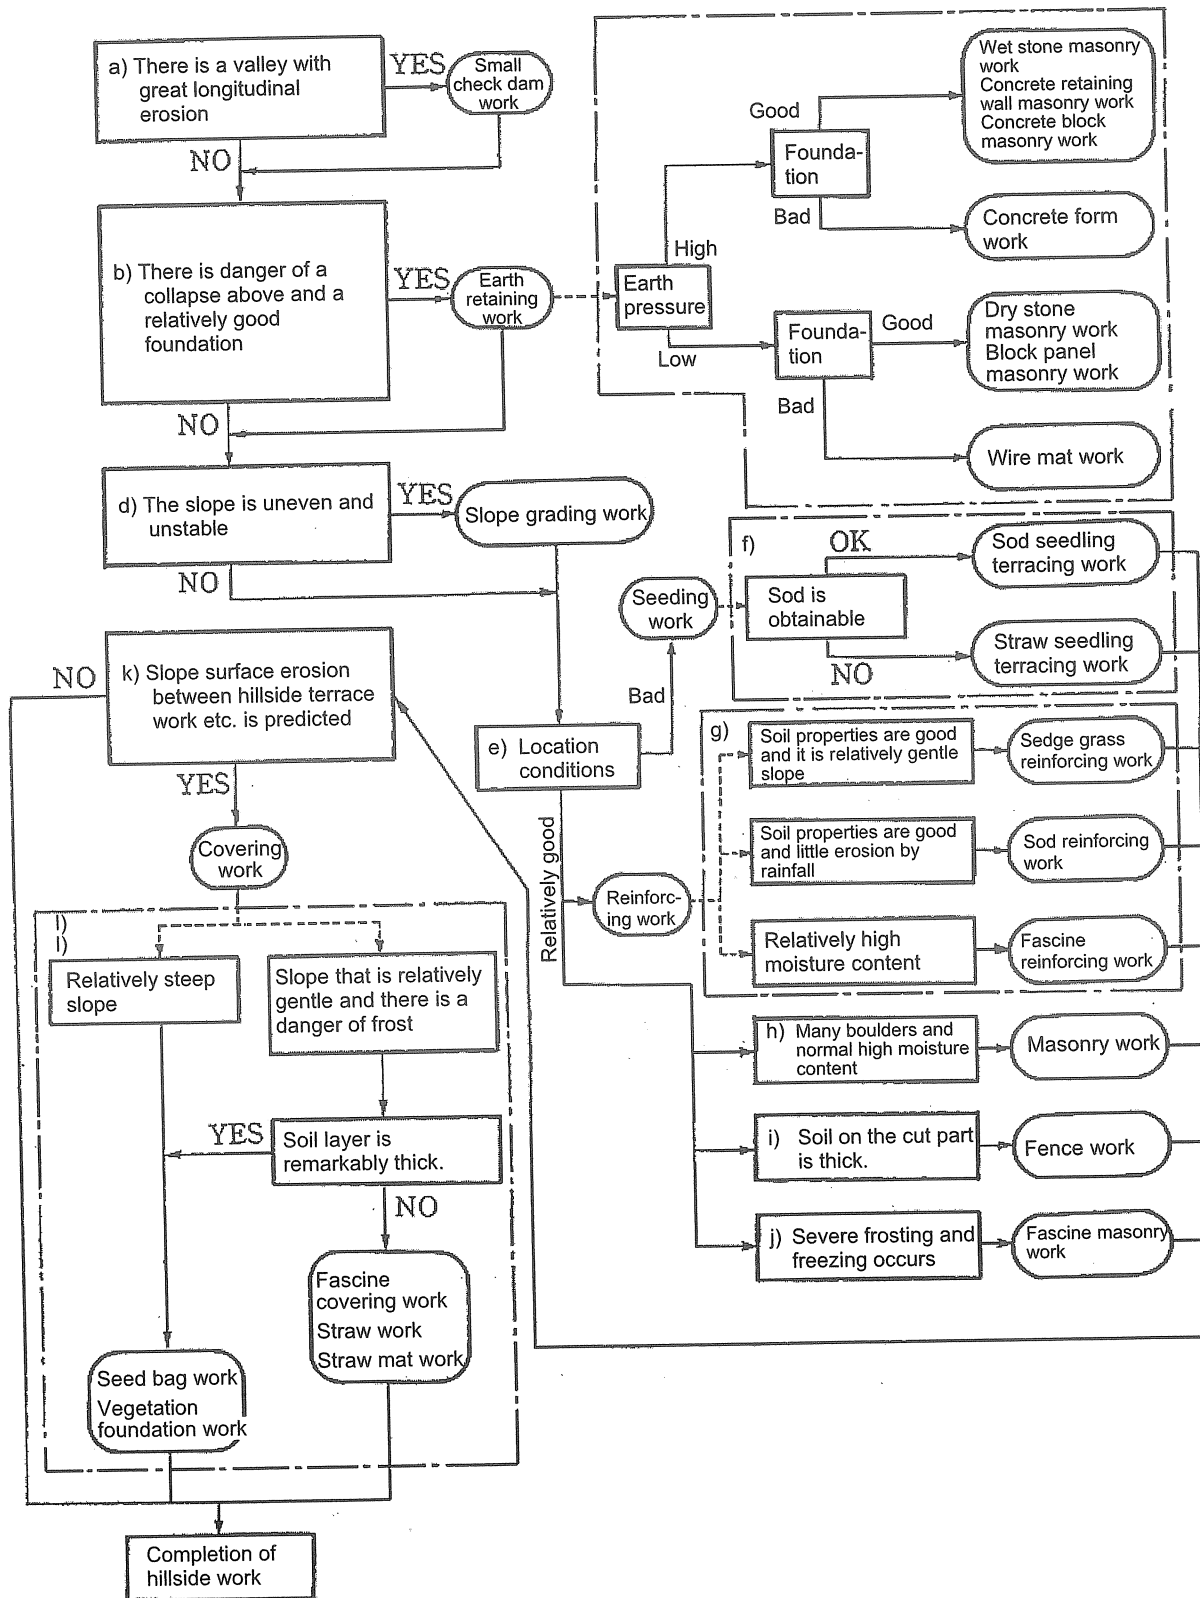 a) There is a valley with
great longitudinal
erosion
YES
Small
check dam
work
NO
b) There is danger of a
collapse above and a
relatively good
foundation
YES
Earth
retaining
work
NO
Earth
pressure
High
Low
Founda-
tion
Good
Bad
Wet stone masonry
work
Concrete retaining
wall masonry work
Concrete block
masonry work
Concrete form
work
Founda-
tion
Good
Bad
Dry stone
masonry work
Block panel
masonry work
Wire mat work
d) The slope is uneven and
unstable
YES
Slope grading work
NO
e) Location
conditions
Bad
Seeding
work
f)
Sod is
obtainable
OK
Sod seedling
terracing work
NO
Straw seedling
terracing work
Relatively good
Reinforc-
ing work
g)
Soil properties are good
and it is relatively gentle
slope
Sedge grass
reinforcing work
Soil properties are good
and little erosion by
rainfall
Sod reinforcing
work
Relatively high
moisture content
Fascine
reinforcing work
h) Many boulders and
normal high moisture
content
Masonry work
i) Soil on the cut part
is thick.
Fence work
j) Severe frosting and
freezing occurs
Fascine masonry
work
k) Slope surface erosion
between hillside terrace
work etc. is predicted
NO
YES
Covering
work
l)
l)
Relatively steep
slope
Slope that is relatively
gentle and there is a
danger of frost
Soil layer is
remarkably thick.
YES
NO
Fascine
covering work
Straw work
Straw mat work
Seed bag work
Vegetation
foundation work
Completion of
hillside work